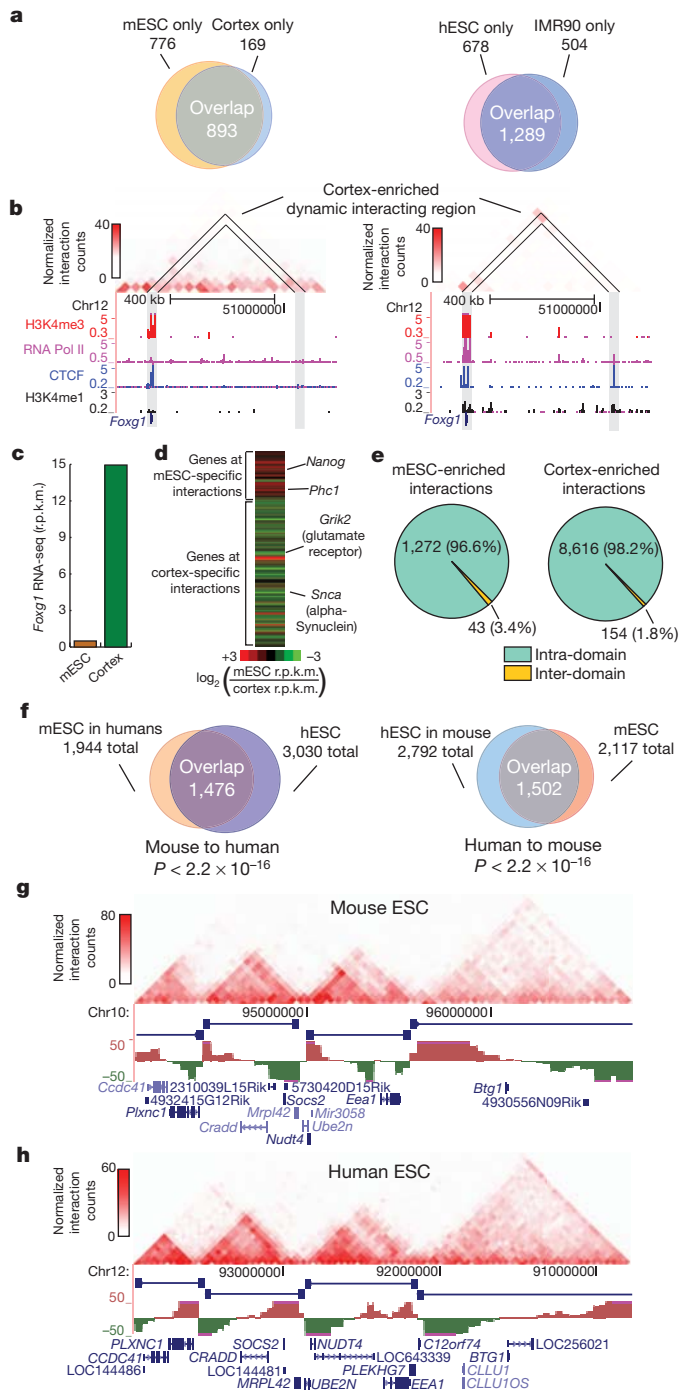 a
mESC only
776
Cortex only
169
Overlap
893
hESC only
678
IMR90 only
504
Overlap
1,289
b
Cortex-enriched
dynamic interacting region
Normalized
interaction
counts
40
0
Chr12
400 kb
51000000
H3K4me3
5
0.3
RNA Pol II
5
0.5
CTCF
5
0.2
H3K4me1
3
0.2
Foxg1
Normalized
interaction
counts
40
0
Chr12
400 kb
51000000
5
0.3
5
0.5
5
0.2
3
0.2
Foxg1
c
Foxg1 RNA-seq (r.p.k.m.)
15
12
9
6
3
0
mESC
Cortex
d
Genes at
mESC-specific
interactions
Nanog
Phc1
Genes at
cortex-specific
interactions
Grik2
(glutamate
receptor)
Snca
(alpha-
Synuclein)
+3
−3
log2 (mESC r.p.k.m. / cortex r.p.k.m.)
e
mESC-enriched
interactions
1,272 (96.6%)
43 (3.4%)
Cortex-enriched
interactions
8,616 (98.2%)
154 (1.8%)
Intra-domain
Inter-domain
f
mESC in humans
1,944 total
hESC
3,030 total
Overlap
1,476
Mouse to human
P < 2.2 × 10−16
hESC in mouse
2,792 total
mESC
2,117 total
Overlap
1,502
Human to mouse
P < 2.2 × 10−16
g
Mouse ESC
Normalized
interaction
counts
80
0
Chr10:
95000000
96000000
50
−50
Ccdc41
2310039L15Rik
5730420D15Rik
Btg1
4932415G12Rik
Socs2
Eea1
4930556N09Rik
Plxnc1
Mrpl42
Mir3058
Cradd
Ube2n
Nudt4
h
Human ESC
Normalized
interaction
counts
60
0
Chr12:
93000000
92000000
91000000
50
−50
PLXNC1
SOCS2
NUDT4
C12orf74
LOC256021
CCDC41
CRADD
LOC643339
BTG1
LOC144486
LOC144481
PLEKHG7
CLLU1
MRPL42
UBE2N
EEA1
CLLU1OS